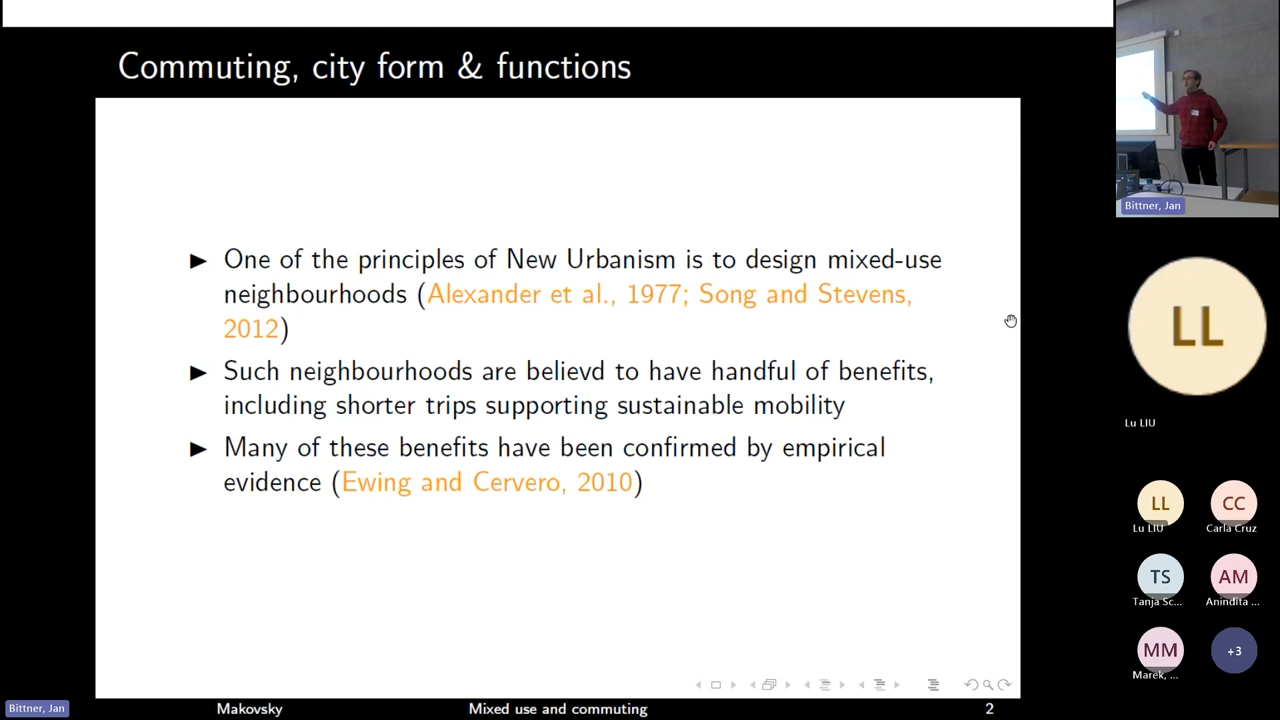 Commuting, city form & functions
▶ One of the principles of New Urbanism is to design mixed-use
neighbourhoods (Alexander et al., 1977; Song and Stevens,
2012)
▶ Such neighbourhoods are believd to have handful of benefits,
including shorter trips supporting sustainable mobility
▶ Many of these benefits have been confirmed by empirical
evidence (Ewing and Cervero, 2010)
Makovsky Mixed use and commuting 2
Bittner, Jan
Bittner, Jan
LL
Lu LIU
LL CC
Lu LIU Carla Cruz
TS AM
Tanja Sc... Anindita ...
MM +3
Marek, ...